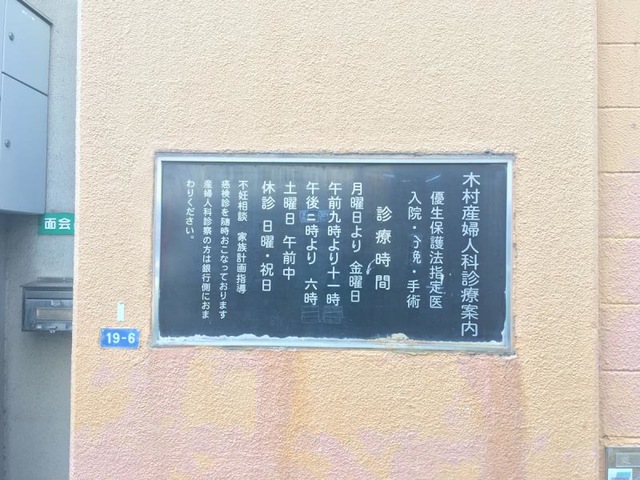 木村産婦人科診療案内
優生保護法指定医
入院・分娩・手術
診療時間
月曜日より 金曜日
午前九時より十一時
午後三時より 六時
土曜日 午前中
休診 日曜・祝日
不妊相談 家族計画指導
癌検診を随時おこなっております
産婦人科診察の方は銀行側におま
わりください。
面会
19-6